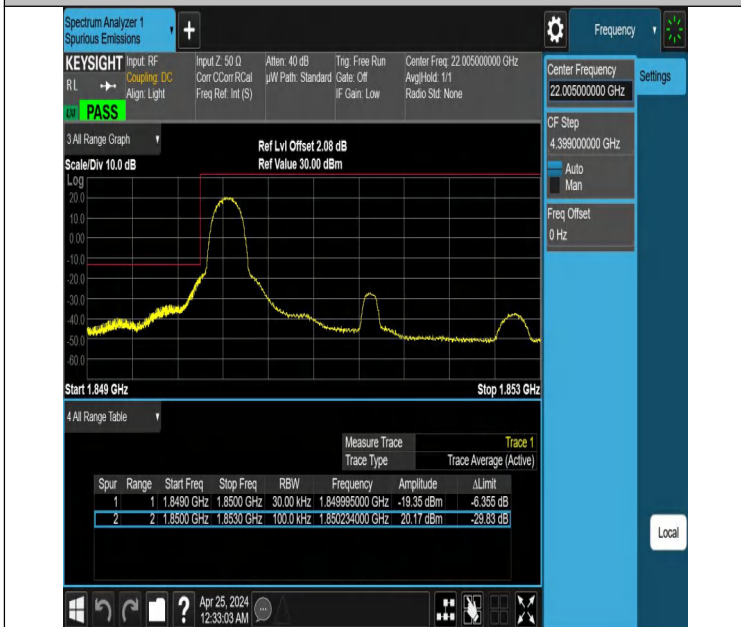 Spectrum Analyzer 1
Spurious Emissions
+
Frequency
KEYSIGHT Input: RF Input Z: 50 Ω Atten: 40 dB Trig: Free Run Center Freq: 22.005000000 GHz
RL Coupling: DC Corr CCorr RCal µW Path: Standard Gate: Off Avg|Hold: 1/1
Align: Light Freq Ref: Int (S) IF Gain: Low Radio Std: None
PASS
Center Frequency
22.005000000 GHz
Settings
CF Step
4.399000000 GHz
Auto
Man
Freq Offset
0 Hz
3 All Range Graph
Ref Lvl Offset 2.08 dB
Scale/Div 10.0 dB Ref Value 30.00 dBm
Log
20.0
10.0
0.00
-10.0
-20.0
-30.0
-40.0
-50.0
-60.0
Start 1.849 GHz Stop 1.853 GHz
4 All Range Table
Measure Trace Trace 1
Trace Type Trace Average (Active)
Spur Range Start Freq Stop Freq RBW Frequency Amplitude ΔLimit
1 1 1.8490 GHz 1.8500 GHz 30.00 kHz 1.849995000 GHz -19.35 dBm -6.355 dB
2 2 1.8500 GHz 1.8530 GHz 100.0 kHz 1.850234000 GHz 20.17 dBm -29.83 dB
Local
?
Apr 25, 2024
12:33:03 AM